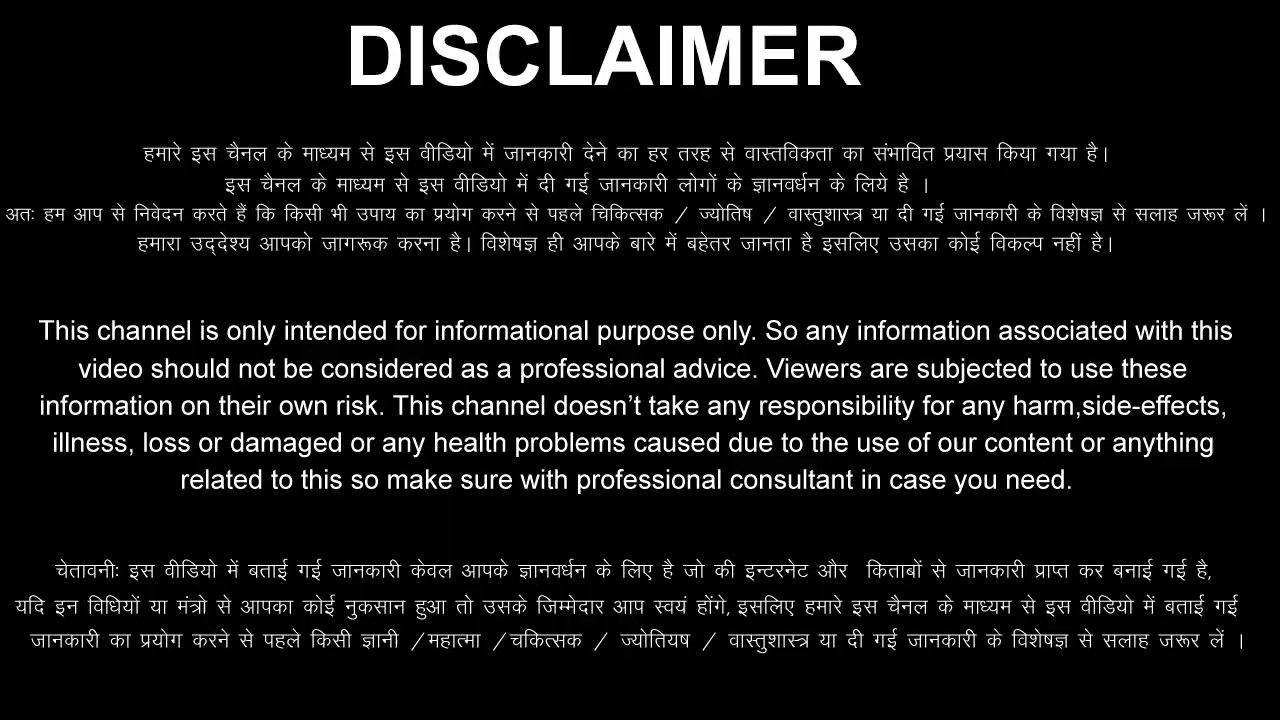 DISCLAIMER
हमारे इस चैनल के माध्यम से इस वीडियो में जानकारी देने का हर तरह से वास्तविकता का संभावित प्रयास किया गया है।
इस चैनल के माध्यम से इस वीडियो में दी गई जानकारी लोगों के ज्ञानवर्धन के लिये है ।
अतः हम आप से निवेदन करते हैं कि किसी भी उपाय का प्रयोग करने से पहले चिकित्सक / ज्योतिष / वास्तुशास्त्र या दी गई जानकारी के विशेषज्ञ से सलाह जरूर लें ।
हमारा उद्देश्य आपको जागरूक करना है। विशेषज्ञ ही आपके बारे में बहेतर जानता है इसलिए उसका कोई विकल्प नहीं है।
This channel is only intended for informational purpose only. So any information associated with this
video should not be considered as a professional advice. Viewers are subjected to use these
information on their own risk. This channel doesn’t take any responsibility for any harm,side-effects,
illness, loss or damaged or any health problems caused due to the use of our content or anything
related to this so make sure with professional consultant in case you need.
चेतावनीः इस वीडियो में बताई गई जानकारी केवल आपके ज्ञानवर्धन के लिए है जो की इन्टरनेट और किताबों से जानकारी प्राप्त कर बनाई गई है,
यदि इन विधियों या मंत्रो से आपका कोई नुकसान हुआ तो उसके जिम्मेदार आप स्वयं होंगे, इसलिए हमारे इस चैनल के माध्यम से इस वीडियो में बताई गई
जानकारी का प्रयोग करने से पहले किसी ज्ञानी /महात्मा /चकित्सक / ज्योतियष / वास्तुशास्त्र या दी गई जानकारी के विशेषज्ञ से सलाह जरूर लें ।